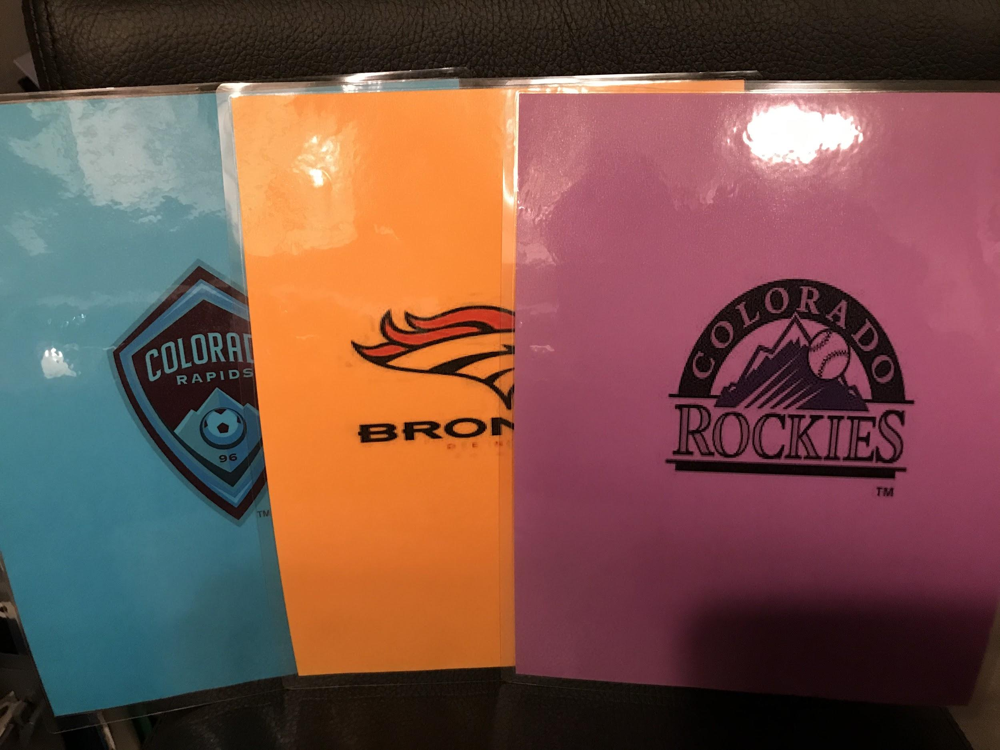 COLORAD
RAPIDS
96
TM
BRON
COLORADO
ROCKIES
TM